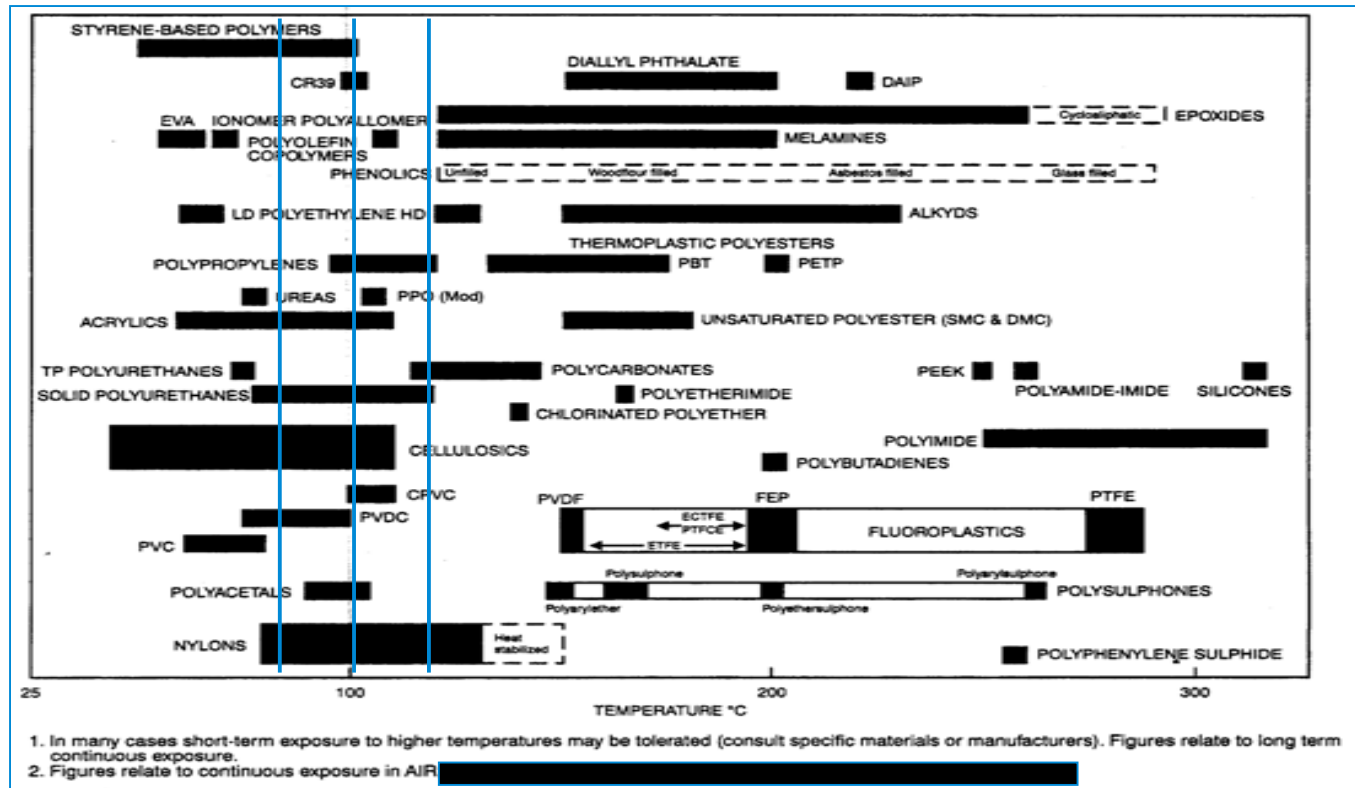 STYRENE-BASED POLYMERS
DIALLYL PHTHALATE
CR39
DAIP
EVA IONOMER POLYALLOMER
Cycloaliphatic
EPOXIDES
POLYOLEFIN
COPOLYMERS
MELAMINES
PHENOLICS
Unfilled
Woodflour filled
Asbestos filled
Glass filled
LD POLYETHYLENE HD
ALKYDS
THERMOPLASTIC POLYESTERS
POLYPROPYLENES
PBT
PETP
UREAS
PPO (Mod)
ACRYLICS
UNSATURATED POLYESTER (SMC & DMC)
TP POLYURETHANES
POLYCARBONATES
PEEK
POLYAMIDE-IMIDE
SILICONES
SOLID POLYURETHANES
POLYETHERIMIDE
CHLORINATED POLYETHER
CELLULOSICS
POLYIMIDE
POLYBUTADIENES
CPVC
PVDF
FEP
PTFE
PVDC
ECTFE
PTFCE
ETFE
FLUOROPLASTICS
PVC
POLYACETALS
Polysulphone
Polyarylsulphone
POLYSULPHONES
Polyarylether
Polyethersulphone
NYLONS
Heat
stabilized
POLYPHENYLENE SULPHIDE
25
100
200
300
TEMPERATURE °C
1. In many cases short-term exposure to higher temperatures may be tolerated (consult specific materials or manufacturers). Figures relate to long term
continuous exposure.
2. Figures relate to continuous exposure in AIR